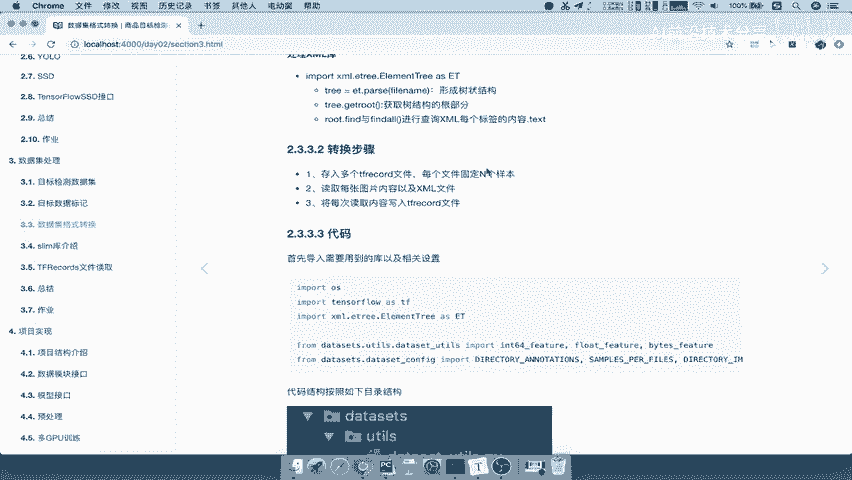 Chrome 文件 修改 视图 历史记录 书签 其他人 电动窗 帮助
100%
数据集格式转换 | 商品目标检测
localhost:4000/day02/section3.html
2.6. YOLO
2.7. SSD
2.8. TensorFlowSSD接口
2.9. 总结
2.10. 作业
3. 数据集处理
3.1. 目标检测数据集
3.2. 目标数据标记
3.3. 数据集格式转换
3.4. slim库介绍
3.5. TFRecords文件读取
3.6. 总结
3.7. 作业
4. 项目实现
4.1. 项目结构介绍
4.2. 数据模块接口
4.3. 模型接口
4.4. 预处理
4.5. 多GPU训练
处理XML库
import xml.etree.ElementTree as ET
tree = et.parse(filename)：形成树状结构
tree.getroot():获取树结构的根部分
root.find与findall()进行查询XML每个标签的内容.text
2.3.3.2 转换步骤
1、存入多个tfrecord文件，每个文件固定N个样本
2、读取每张图片内容以及XML文件
3、将每次读取内容写入tfrecord文件
2.3.3.3 代码
首先导入需要用到的库以及相关设置
import os
import tensorflow as tf
import xml.etree.ElementTree as ET
from datasets.utils.dataset_utils import int64_feature, float_feature, bytes_feature
from datasets.dataset_config import DIRECTORY_ANNOTATIONS, SAMPLES_PER_FILES, DIRECTORY_IM
代码结构按照如下目录结构
datasets
utils
dataset_utils.py